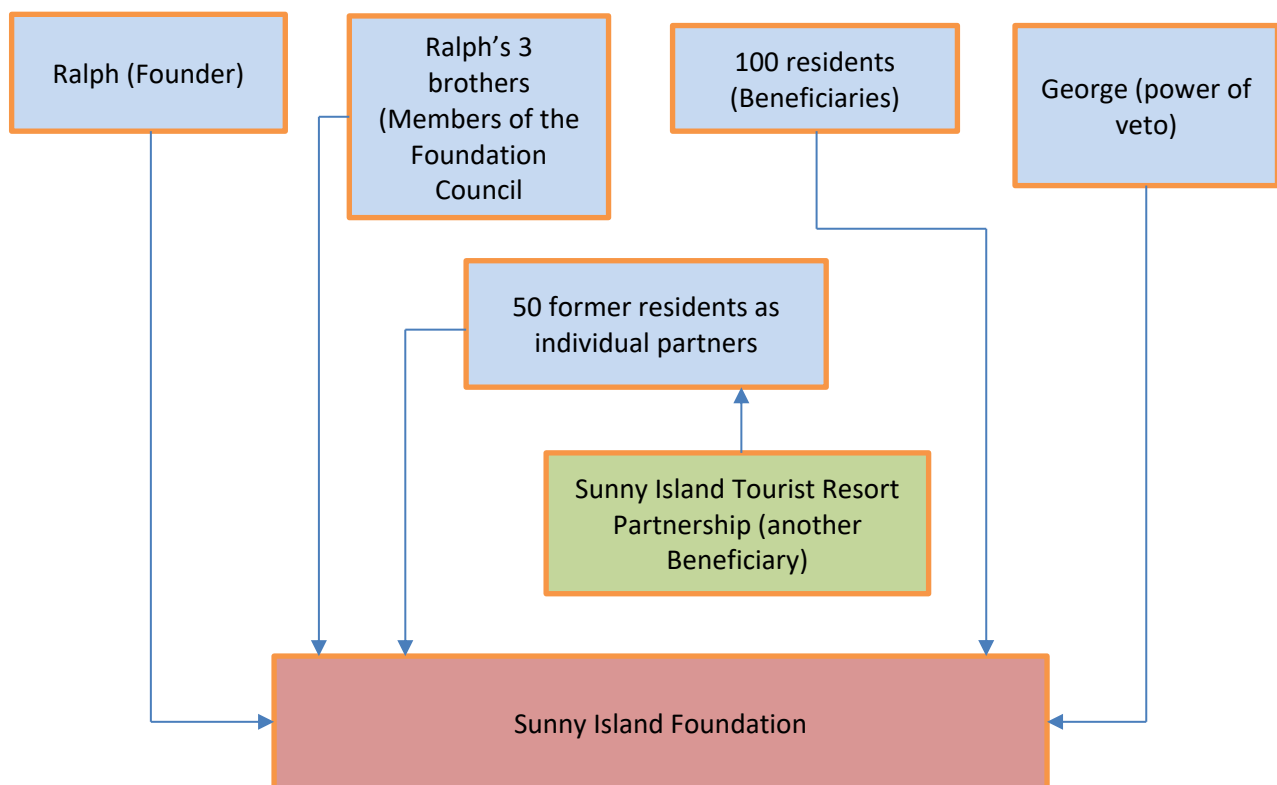 Ralph (Founder)
Ralph’s 3
brothers
(Members of the
Foundation
Council
100 residents
(Beneficiaries)
George (power of
veto)
50 former residents as
individual partners
Sunny Island Tourist Resort
Partnership (another
Beneficiary)
Sunny Island Foundation